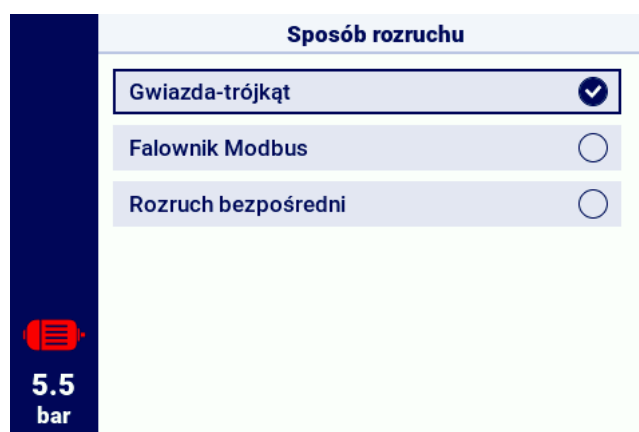 Sposób rozruchu
Gwiazda-trójkąt
Falownik Modbus
Rozruch bezpośredni
5.5
bar